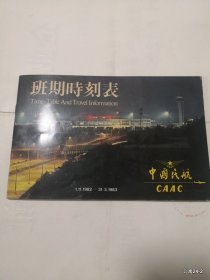 班期時刻表
Time-Table And Travel Information
中國民航
CAAC
1.11.1982 - 31.3.1983